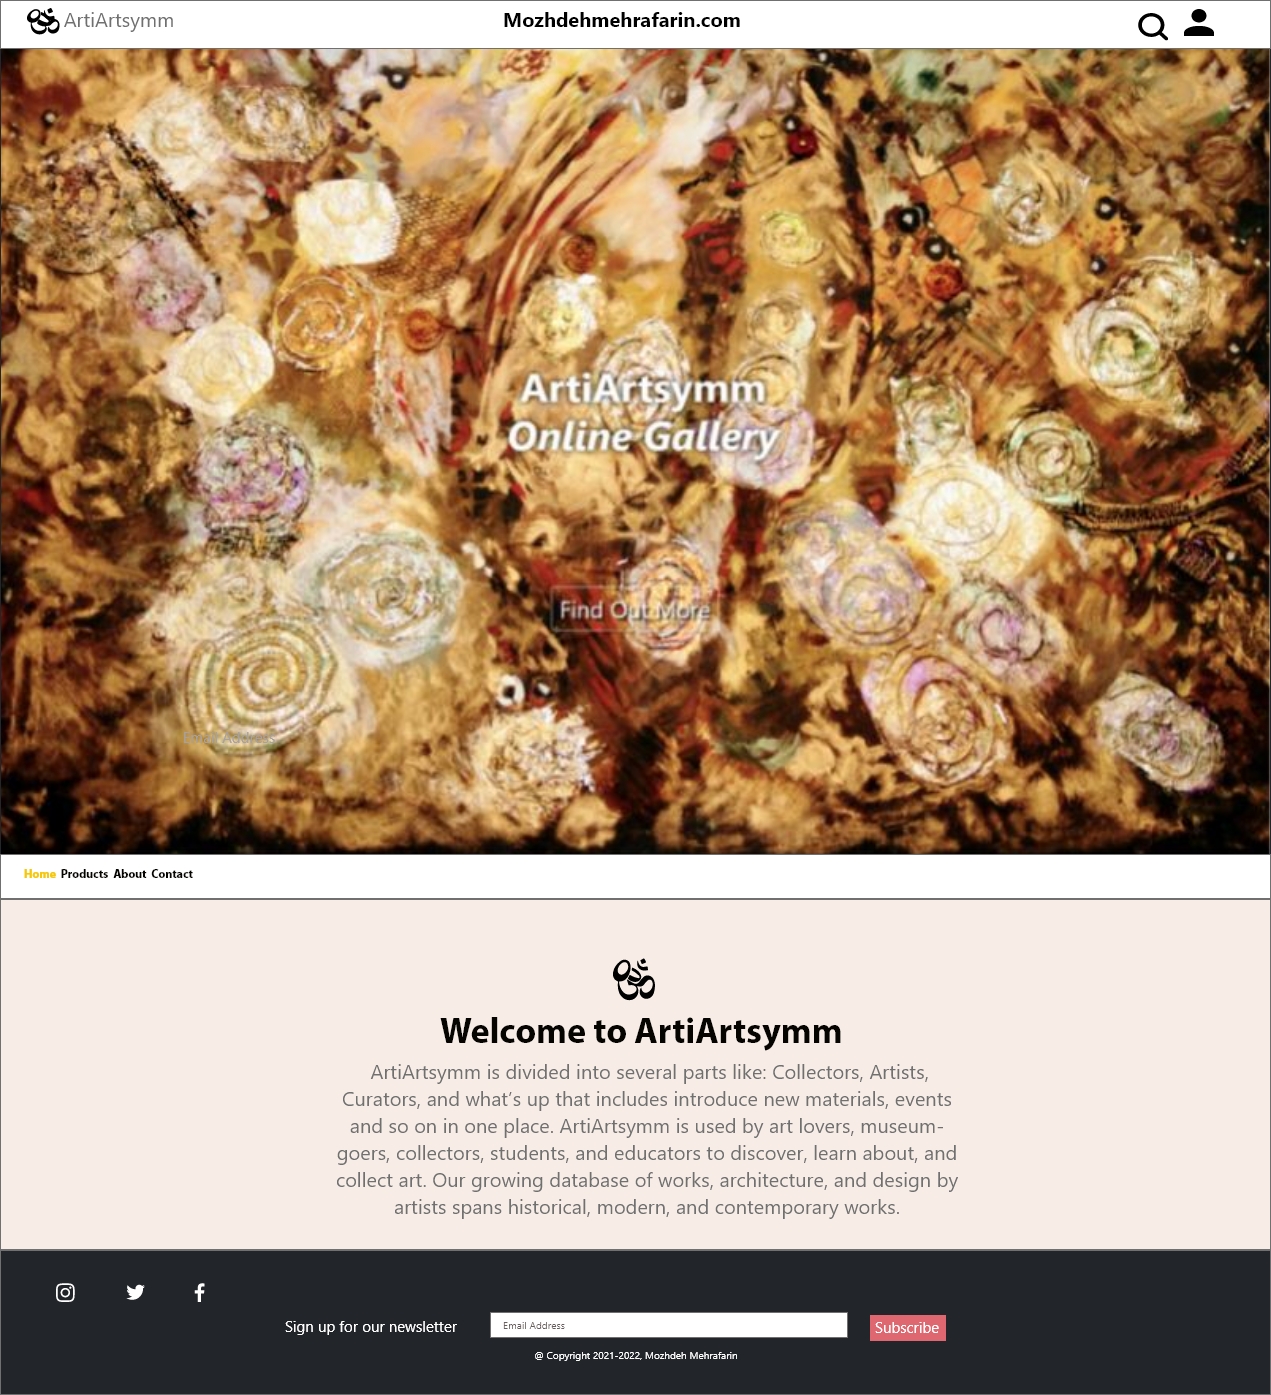 ArtiArtsymm
Mozhdehmehrafarin.com
ArtiArtsymm
Online Gallery
Find Out More
Email Address
Home Products About Contact
ॐ
Welcome to ArtiArtsymm
ArtiArtsymm is divided into several parts like: Collectors, Artists,
Curators, and what’s up that includes introduce new materials, events
and so on in one place. ArtiArtsymm is used by art lovers, museum-
goers, collectors, students, and educators to discover, learn about, and
collect art. Our growing database of works, architecture, and design by
artists spans historical, modern, and contemporary works.
Sign up for our newsletter
Email Address
Subscribe
@ Copyright 2021-2022, Mozhdeh Mehrafarin